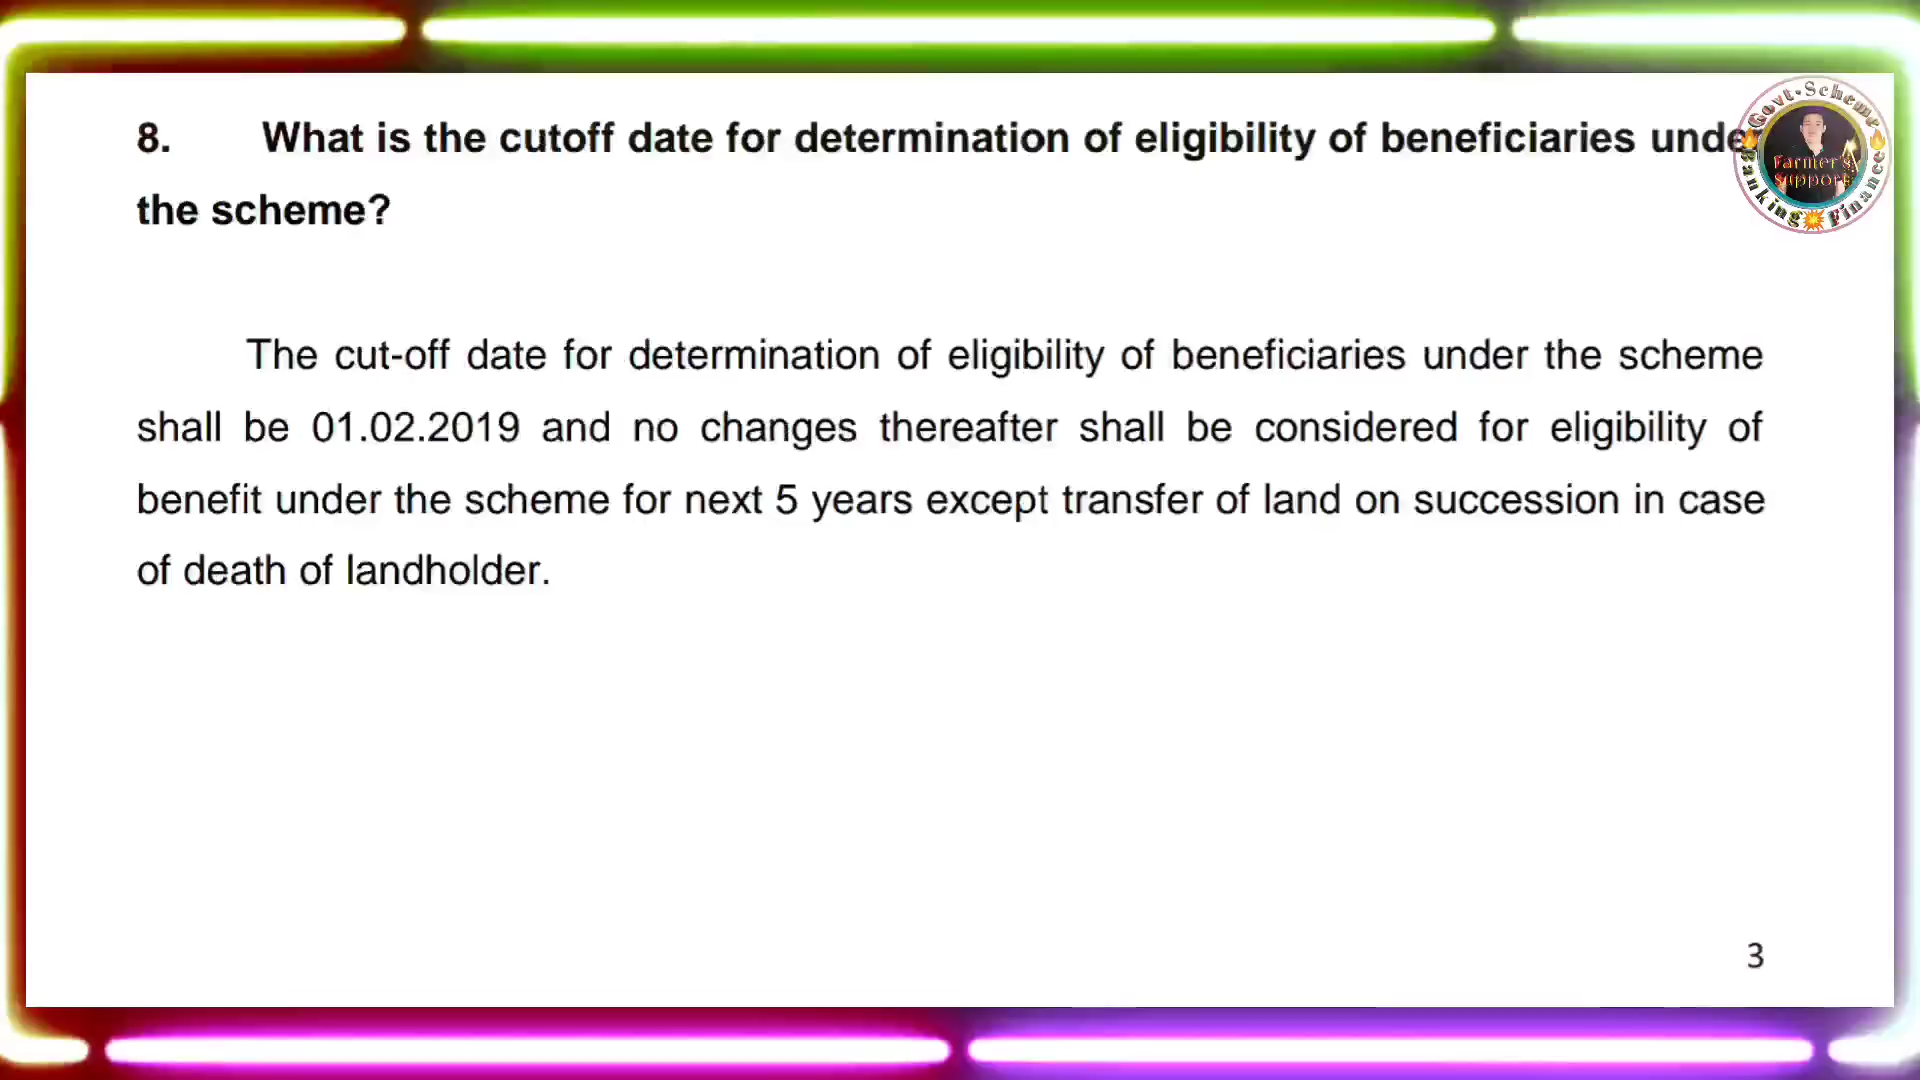 8. What is the cutoff date for determination of eligibility of beneficiaries unde
the scheme?
The cut-off date for determination of eligibility of beneficiaries under the scheme
shall be 01.02.2019 and no changes thereafter shall be considered for eligibility of
benefit under the scheme for next 5 years except transfer of land on succession in case
of death of landholder.
3
Govt.Scheme
Farmer's
Support
Banking Finance